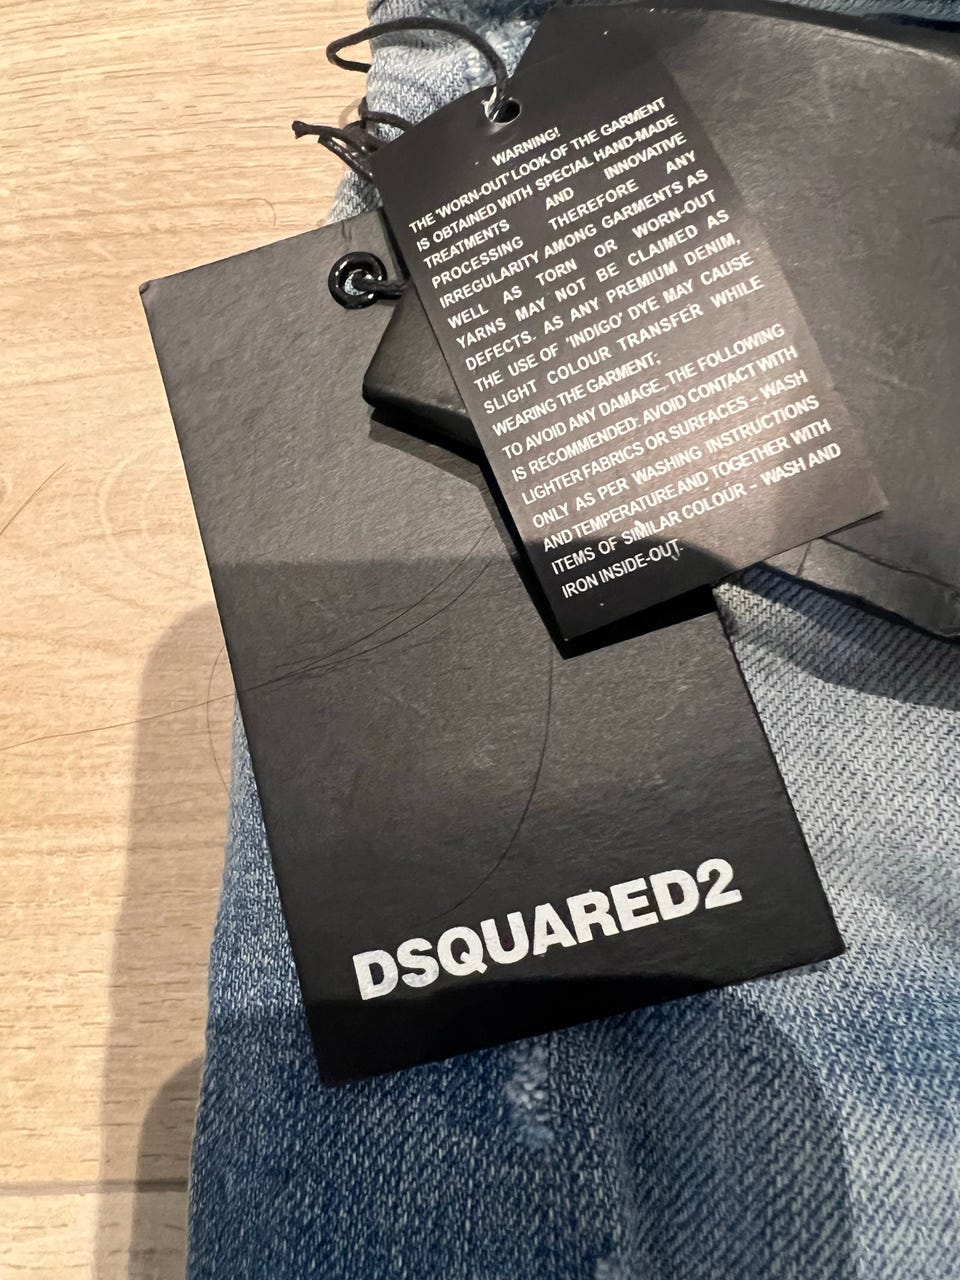 WARNING!
THE 'WORN-OUT' LOOK OF THE GARMENT
IS OBTAINED WITH SPECIAL HAND-MADE
TREATMENTS AND INNOVATIVE
PROCESSING THEREFORE ANY
IRREGULARITY AMONG GARMENTS AS
WELL AS TORN OR WORN-OUT
YARNS MAY NOT BE CLAIMED AS
DEFECTS. AS ANY PREMIUM DENIM,
THE USE OF 'INDIGO' DYE MAY CAUSE
SLIGHT COLOUR TRANSFER WHILE
WEARING THE GARMENT;
TO AVOID ANY DAMAGE, THE FOLLOWING
IS RECOMMENDED: AVOID CONTACT WITH
LIGHTER FABRICS OR SURFACES - WASH
ONLY AS PER WASHING INSTRUCTIONS
AND TEMPERATURE AND TOGETHER WITH
ITEMS OF SIMILAR COLOUR - WASH AND
IRON INSIDE-OUT.
DSQUARED2